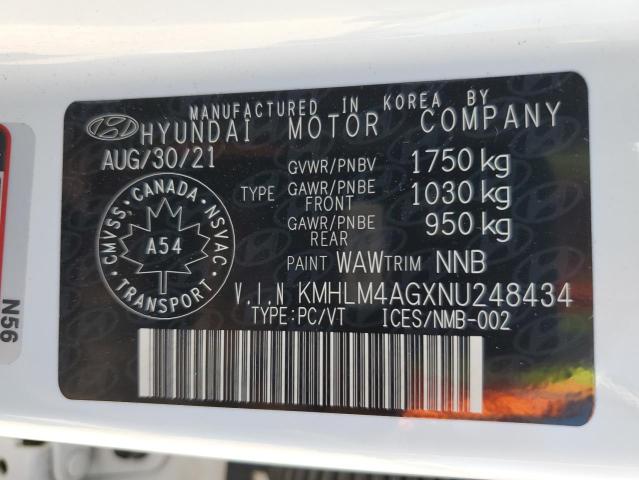 MANUFACTURED IN KOREA BY
HYUNDAI MOTOR COMPANY
AUG/30/21
GVWR/PNBV 1750 kg
TYPE GAWR/PNBE FRONT 1030 kg
GAWR/PNBE REAR 950 kg
CANADA
CMVSS NSVAC
A54
TRANSPORT
PAINT WAW TRIM NNB
V.I.N KMHLM4AGXNU248434
TYPE:PC/VT ICES/NMB-002
N56